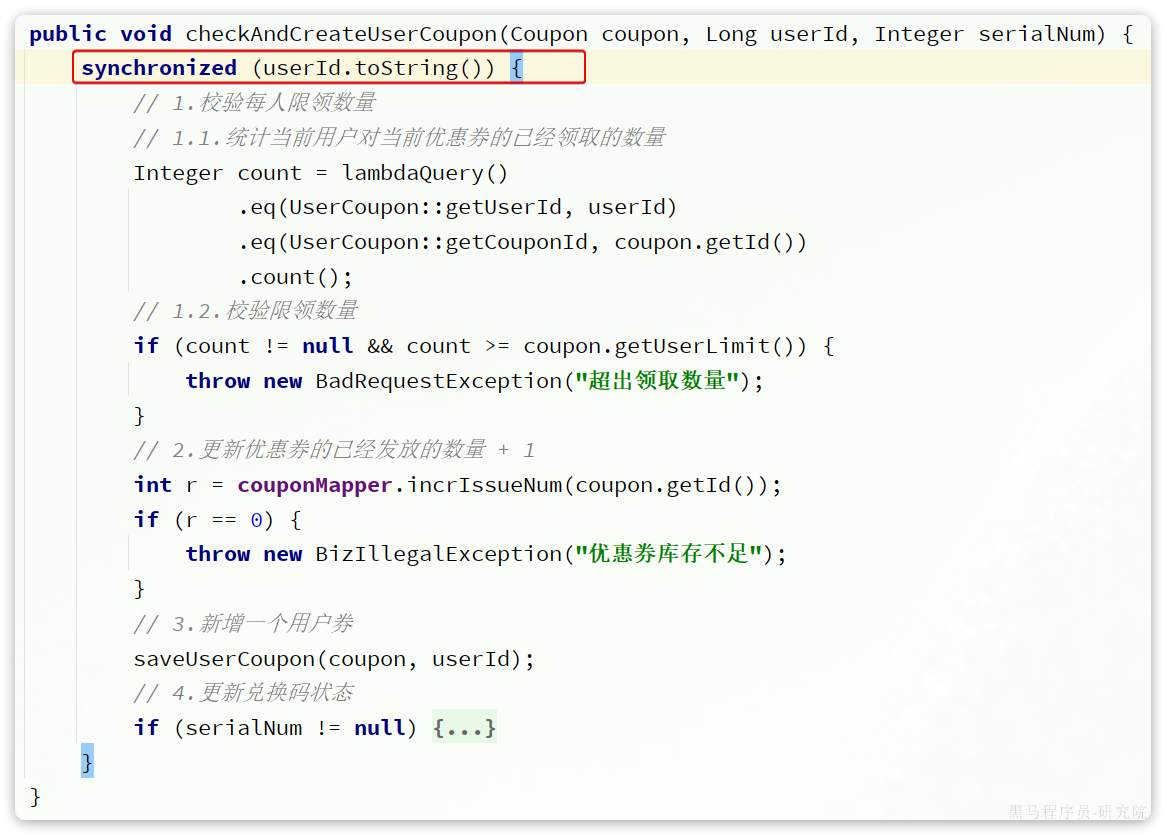 public void checkAndCreateUserCoupon(Coupon coupon, Long userId, Integer serialNum) {
synchronized (userId.toString()) {
// 1.校验每人限领数量
// 1.1.统计当前用户对当前优惠券的已经领取的数量
Integer count = lambdaQuery()
.eq(UserCoupon::getUserId, userId)
.eq(UserCoupon::getCouponId, coupon.getId())
.count();
// 1.2.校验限领数量
if (count != null && count >= coupon.getUserLimit()) {
throw new BadRequestException("超出领取数量");
}
// 2.更新优惠券的已经发放的数量 + 1
int r = couponMapper.incrIssueNum(coupon.getId());
if (r == 0) {
throw new BizIllegalException("优惠券库存不足");
}
// 3.新增一个用户券
saveUserCoupon(coupon, userId);
// 4.更新兑换码状态
if (serialNum != null) {...}
}
}
黑马程序员-研究院